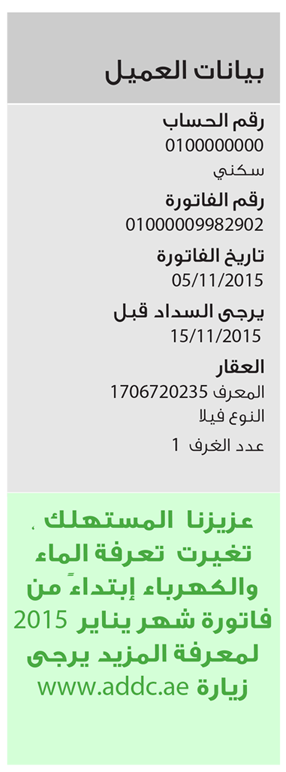 بيانات العميل
رقم الحساب
0100000000
سكني
رقم الفاتورة
01000009982902
تاريخ الفاتورة
05/11/2015
يرجى السداد قبل
15/11/2015
العقار
المعرف 1706720235
النوع فيلا
عدد الغرف 1
عزيزنا المستهلك ،
تغيرت تعرفة الماء
والكهرباء إبتداءً من
فاتورة شهر يناير 2015
لمعرفة المزيد يرجى
زيارة www.addc.ae